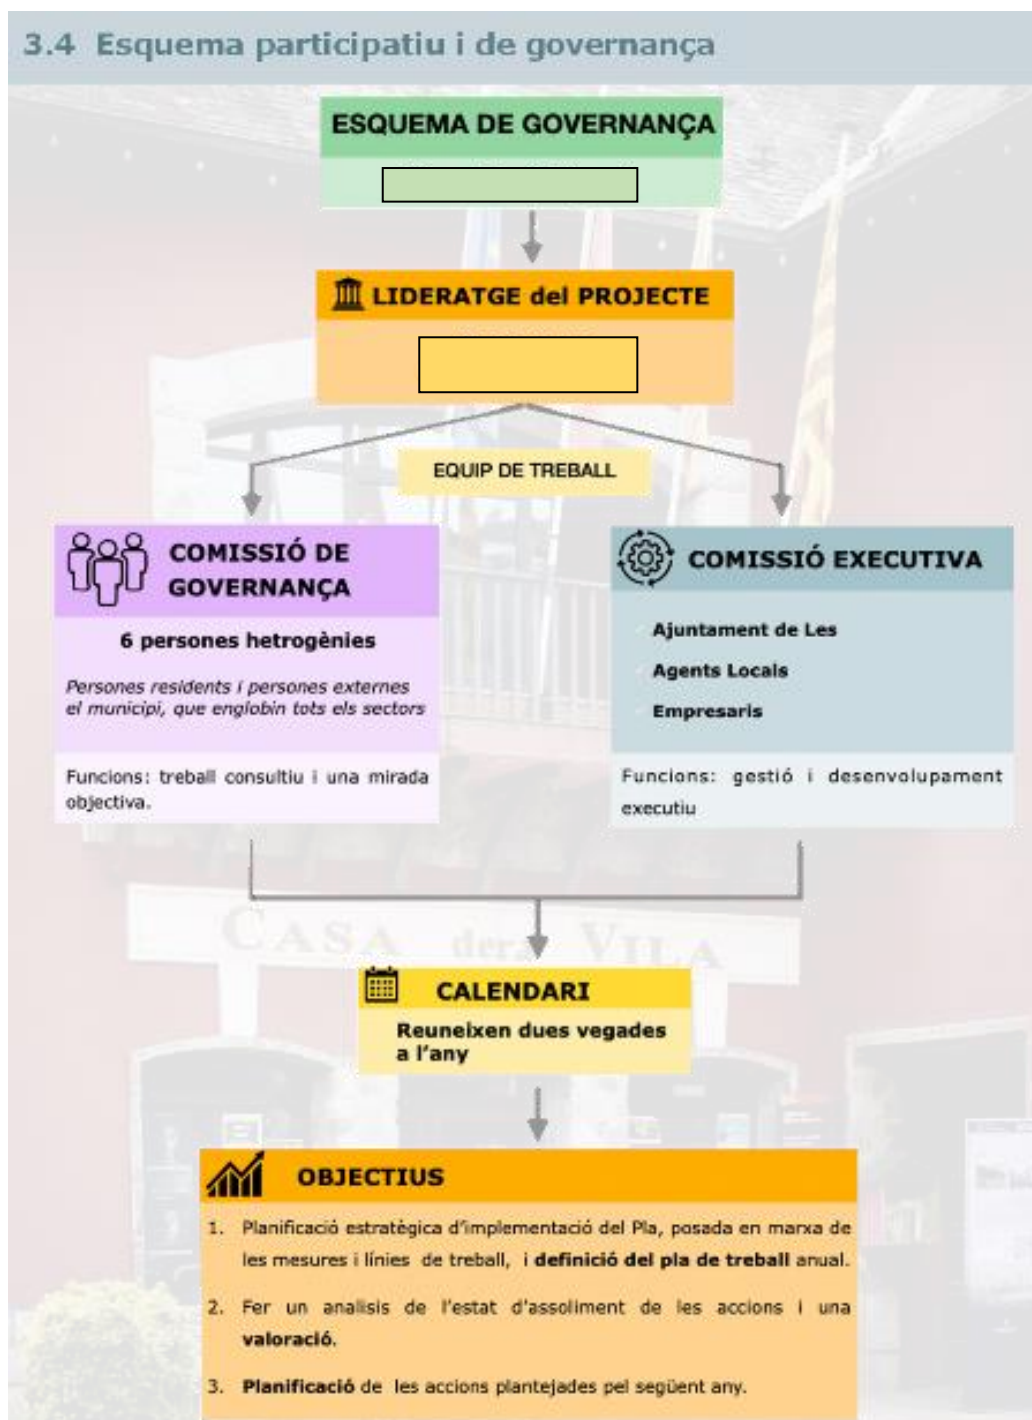 3.4 Esquema participatiu i de governança
ESQUEMA DE GOVERNANÇA
LIDERATGE del PROJECTE
EQUIP DE TREBALL
COMISSIÓ DE
GOVERNANÇA
6 persones hetrogènies
Persones residents i persones externes
el municipi, que englobin tots els sectors
Funcions: treball consultiu i una mirada
objectiva.
COMISSIÓ EXECUTIVA
Ajuntament de Les
Agents Locals
Empresaris
Funcions: gestió i desenvolupament
executiu
CASA dera VILA
CALENDARI
Reuneixen dues vegades
a l'any
OBJECTIUS
1. Planificació estratègica d'implementació del Pla, posada en marxa de
les mesures i línies de treball, i definició del pla de treball anual.
2. Fer un analisis de l'estat d'assoliment de les accions i una
valoració.
3. Planificació de les accions plantejades pel següent any.